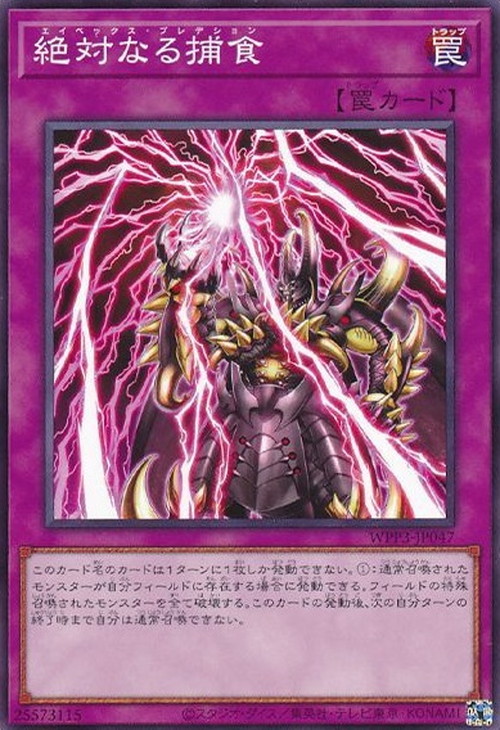 エイペックス・プレデション
絶対なる捕食
トラップ
罠
【罠カード】
WPP3-JP047
このカード名のカードは1ターンに1枚しか発動できない。①:通常召喚された
モンスターが自分フィールドに存在する場合に発動できる。フィールドの特殊
召喚されたモンスターを全て破壊する。このカードの発動後、次の自分ターンの
終了時まで自分は通常召喚できない。
25573115
©スタジオ・ダイス/集英社・テレビ東京・KONAMI